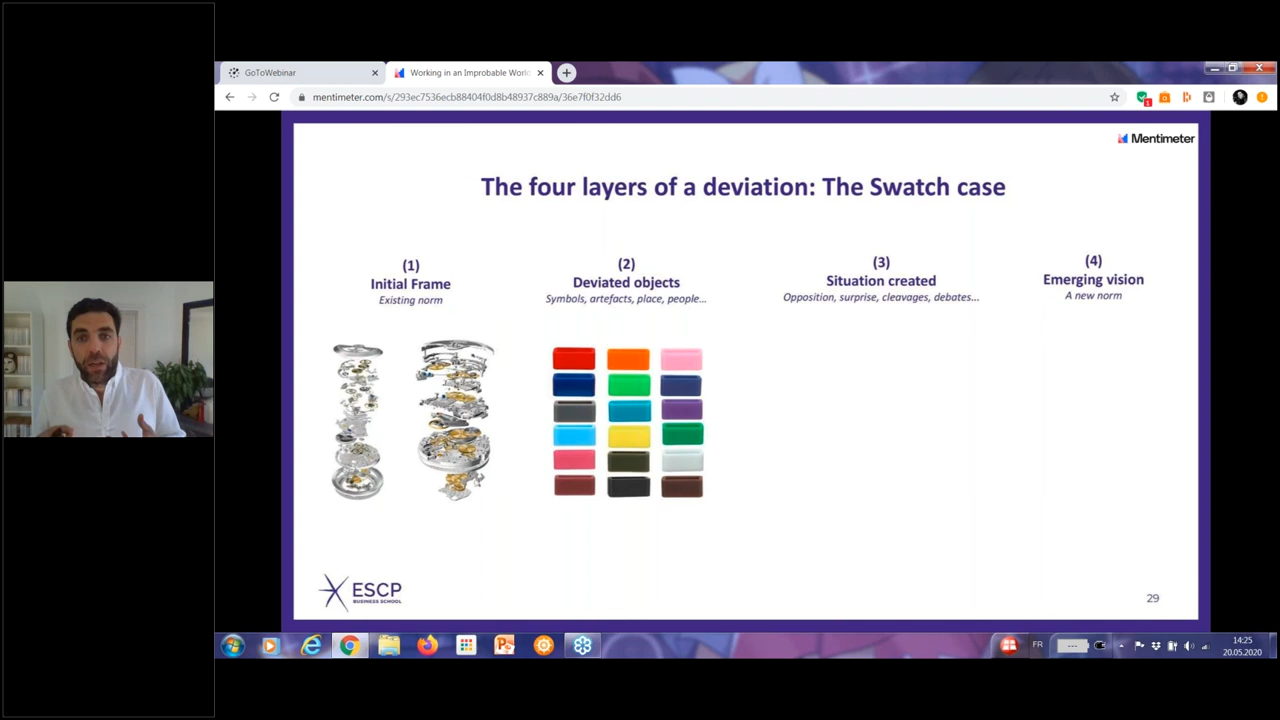 GoToWebinar
Working in an Improbable World
mentimeter.com/s/293ec7536ecb88404f0d8b48937c889a/36e7f0f32dd6
Mentimeter
The four layers of a deviation: The Swatch case
(1)
Initial Frame
Existing norm
(2)
Deviated objects
Symbols, artefacts, place, people...
(3)
Situation created
Opposition, surprise, cleavages, debates...
(4)
Emerging vision
A new norm
ESCP
BUSINESS SCHOOL
29
FR
14:25
20.05.2020